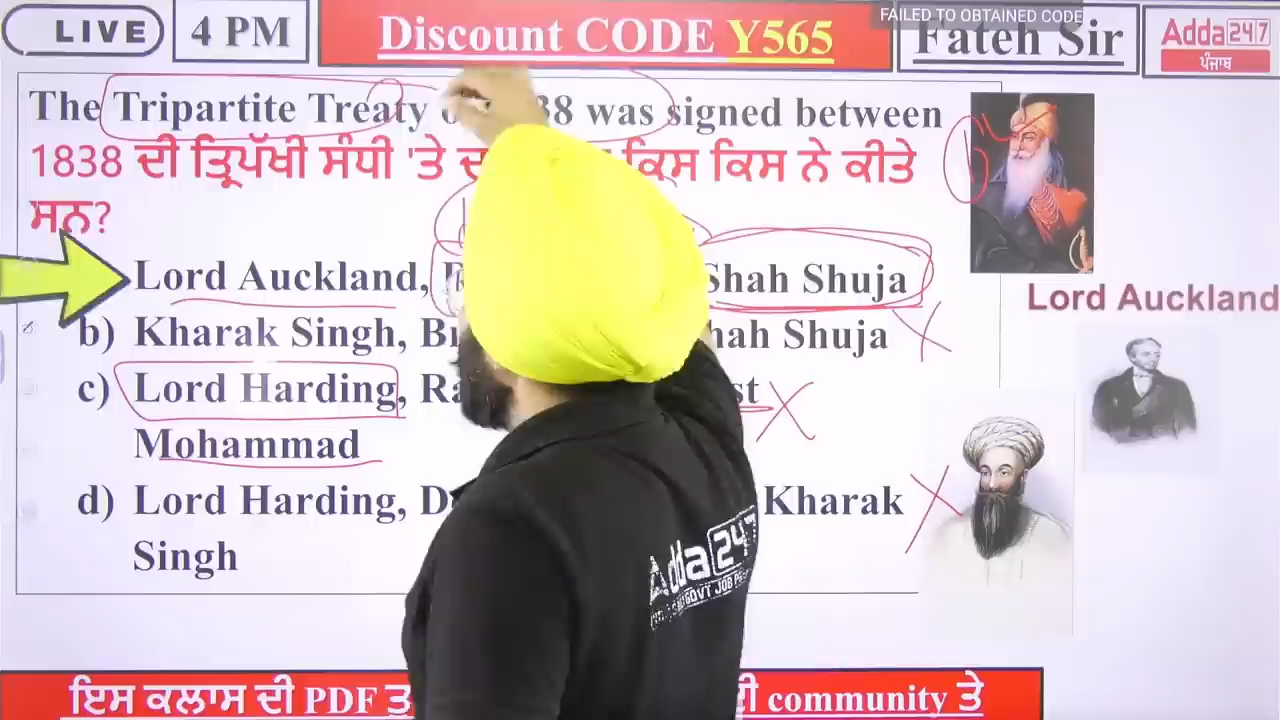 LIVE
4 PM
Discount CODE Y565
FAILED TO OBTAINED CODE
Fateh Sir
Adda247
ਪੰਜਾਬ
The Tripartite Treaty 38 was signed between
1838 ਦੀ ਤ੍ਰਿਪੱਖੀ ਸੰਧੀ 'ਤੇ ਕਿਸ ਕਿਸ ਨੇ ਕੀਤੇ
ਸਨ?
Lord Auckland, Shah Shuja
b) Kharak Singh, Shah Shuja
c) Lord Harding,
Mohammad
d) Lord Harding, Kharak
Singh
Lord Auckland
Adda247
ਇਸ ਕਲਾਸ ਦੀ PDF community ਤੇ